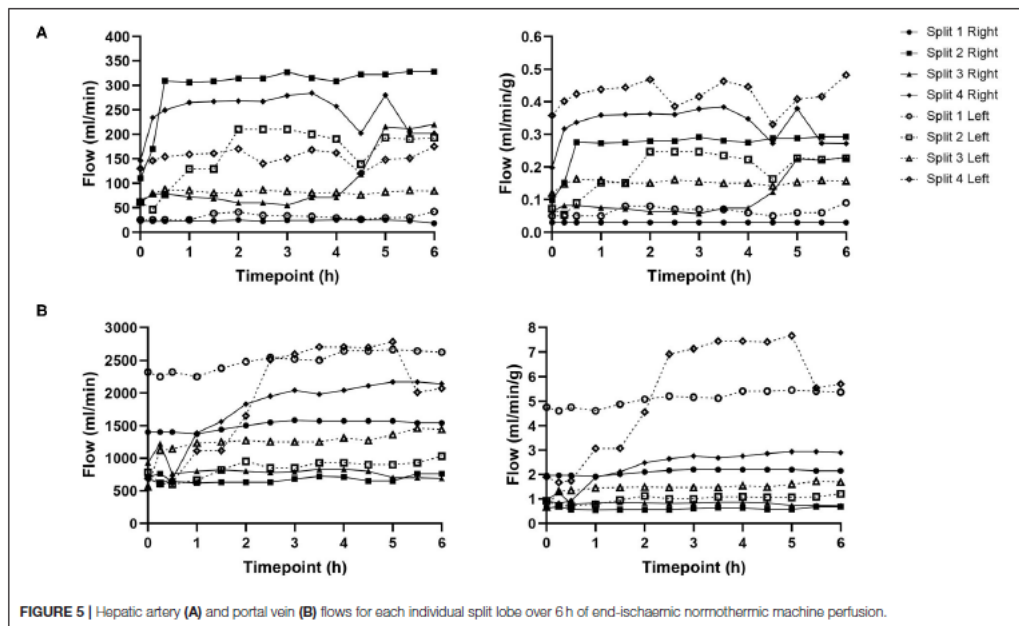 A
Flow (ml/min)
400
350
300
250
200
150
100
50
0
0 1 2 3 4 5 6
Timepoint (h)
Flow (ml/min/g)
0.6
0.5
0.4
0.3
0.2
0.1
0.0
0 1 2 3 4 5 6
Timepoint (h)
Split 1 Right
Split 2 Right
Split 3 Right
Split 4 Right
Split 1 Left
Split 2 Left
Split 3 Left
Split 4 Left
B
Flow (ml/min)
3000
2500
2000
1500
1000
500
0
0 1 2 3 4 5 6
Timepoint (h)
Flow (ml/min/g)
8
7
6
5
4
3
2
1
0
0 1 2 3 4 5 6
Timepoint (h)
FIGURE 5 | Hepatic artery (A) and portal vein (B) flows for each individual split lobe over 6 h of end-ischaemic normothermic machine perfusion.